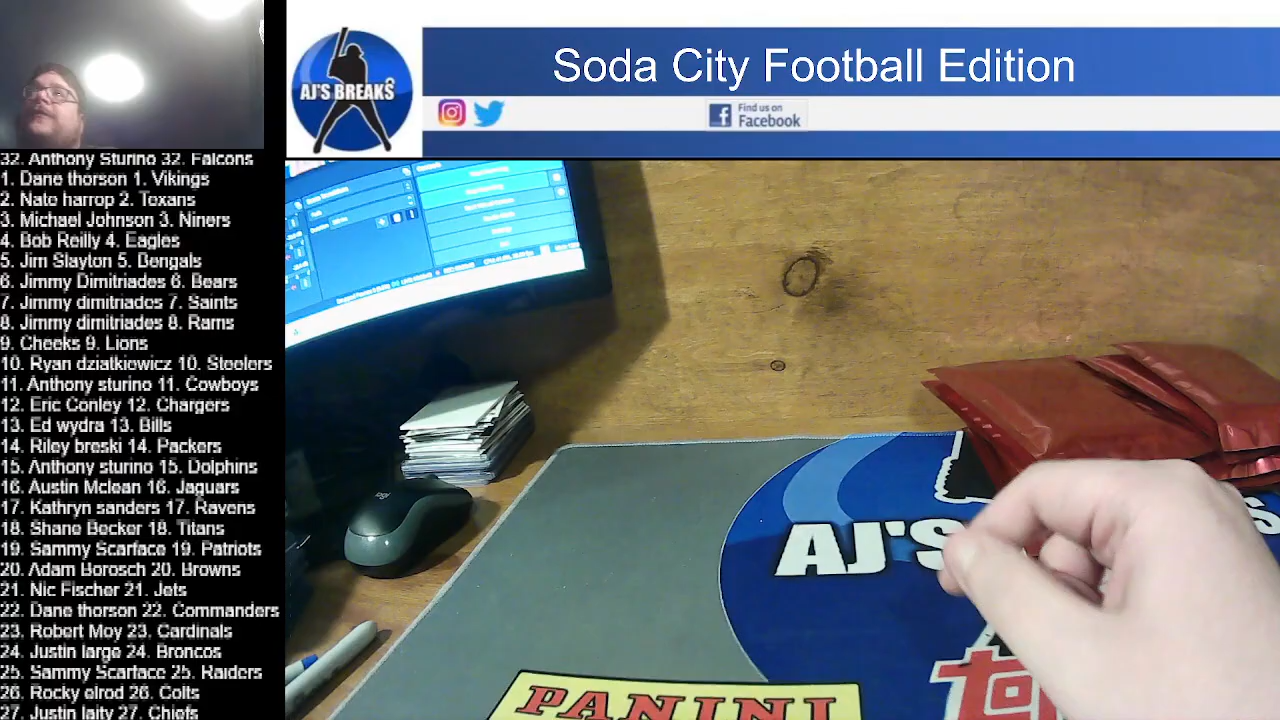 Soda City Football Edition
AJ'S BREAKS
Find us on
Facebook
32. Anthony Sturino 32. Falcons
1. Dane thorson 1. Vikings
2. Nate harrop 2. Texans
3. Michael Johnson 3. Niners
4. Bob Reilly 4. Eagles
5. Jim Slayton 5. Bengals
6. Jimmy Dimitriades 6. Bears
7. Jimmy dimitriades 7. Saints
8. Jimmy dimitriades 8. Rams
9. Cheeks 9. Lions
10. Ryan dziatkiewicz 10. Steelers
11. Anthony sturino 11. Cowboys
12. Eric Conley 12. Chargers
13. Ed wydra 13. Bills
14. Riley breski 14. Packers
15. Anthony sturino 15. Dolphins
16. Austin Mclean 16. Jaguars
17. Kathryn sanders 17. Ravens
18. Shane Becker 18. Titans
19. Sammy Scarface 19. Patriots
20. Adam Borosch 20. Browns
21. Nic Fischer 21. Jets
22. Dane thorson 22. Commanders
23. Robert Moy 23. Cardinals
24. Justin large 24. Broncos
25. Sammy Scarface 25. Raiders
26. Rocky elrod 26. Colts
27. Justin laity 27. Chiefs
AJ'S
PANINI